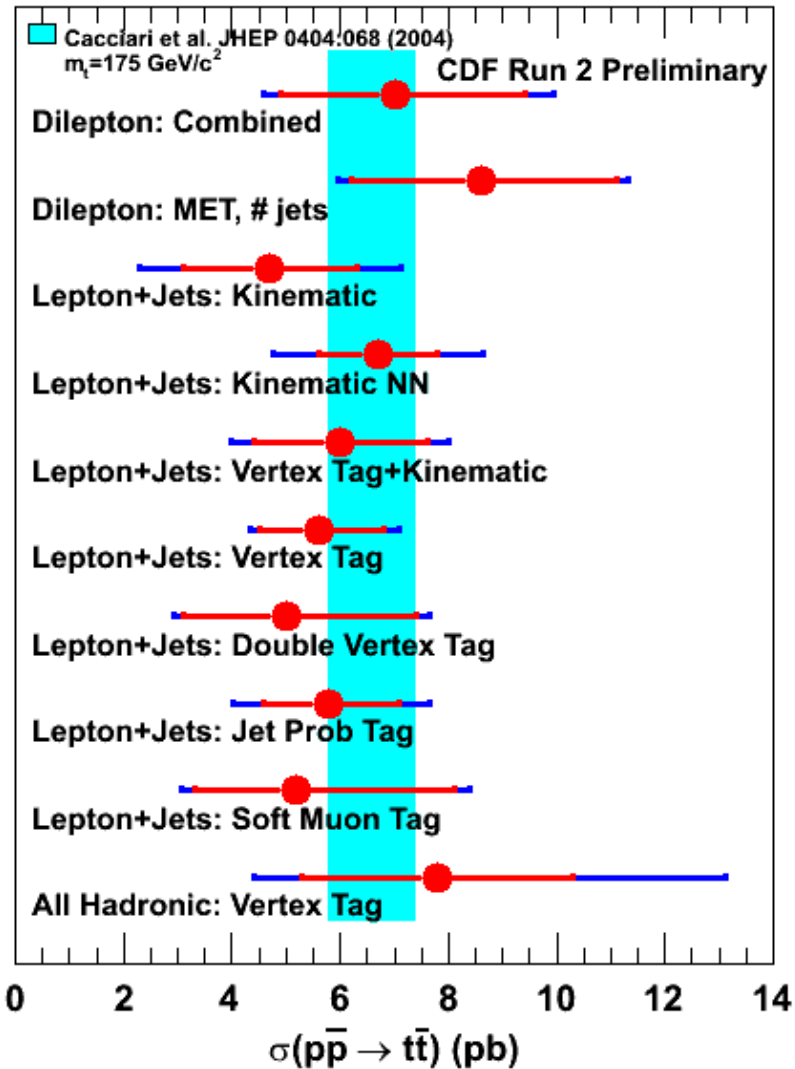 Cacciari et al. JHEP 0404:068 (2004)
mₜ=175 GeV/c²
CDF Run 2 Preliminary
Dilepton: Combined
Dilepton: MET, # jets
Lepton+Jets: Kinematic
Lepton+Jets: Kinematic NN
Lepton+Jets: Vertex Tag+Kinematic
Lepton+Jets: Vertex Tag
Lepton+Jets: Double Vertex Tag
Lepton+Jets: Jet Prob Tag
Lepton+Jets: Soft Muon Tag
All Hadronic: Vertex Tag
0 2 4 6 8 10 12 14
σ(pp̅ → tt̅) (pb)